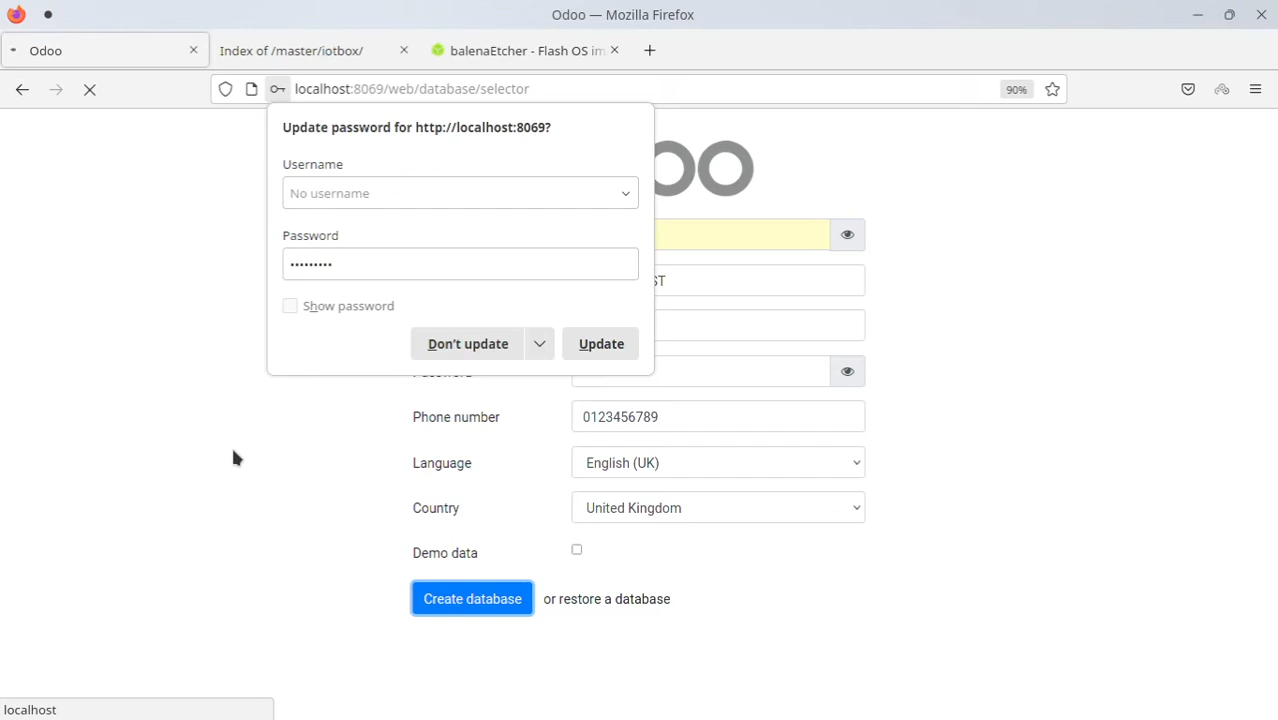 Odoo — Mozilla Firefox
Odoo
Index of /master/iotbox/
balenaEtcher - Flash OS im
localhost:8069/web/database/selector
90%
Update password for http://localhost:8069?
Username
No username
Password
•••••••••
Show password
Don't update
Update
oo
ST
Phone number
0123456789
Language
English (UK)
Country
United Kingdom
Demo data
Create database
or restore a database
localhost